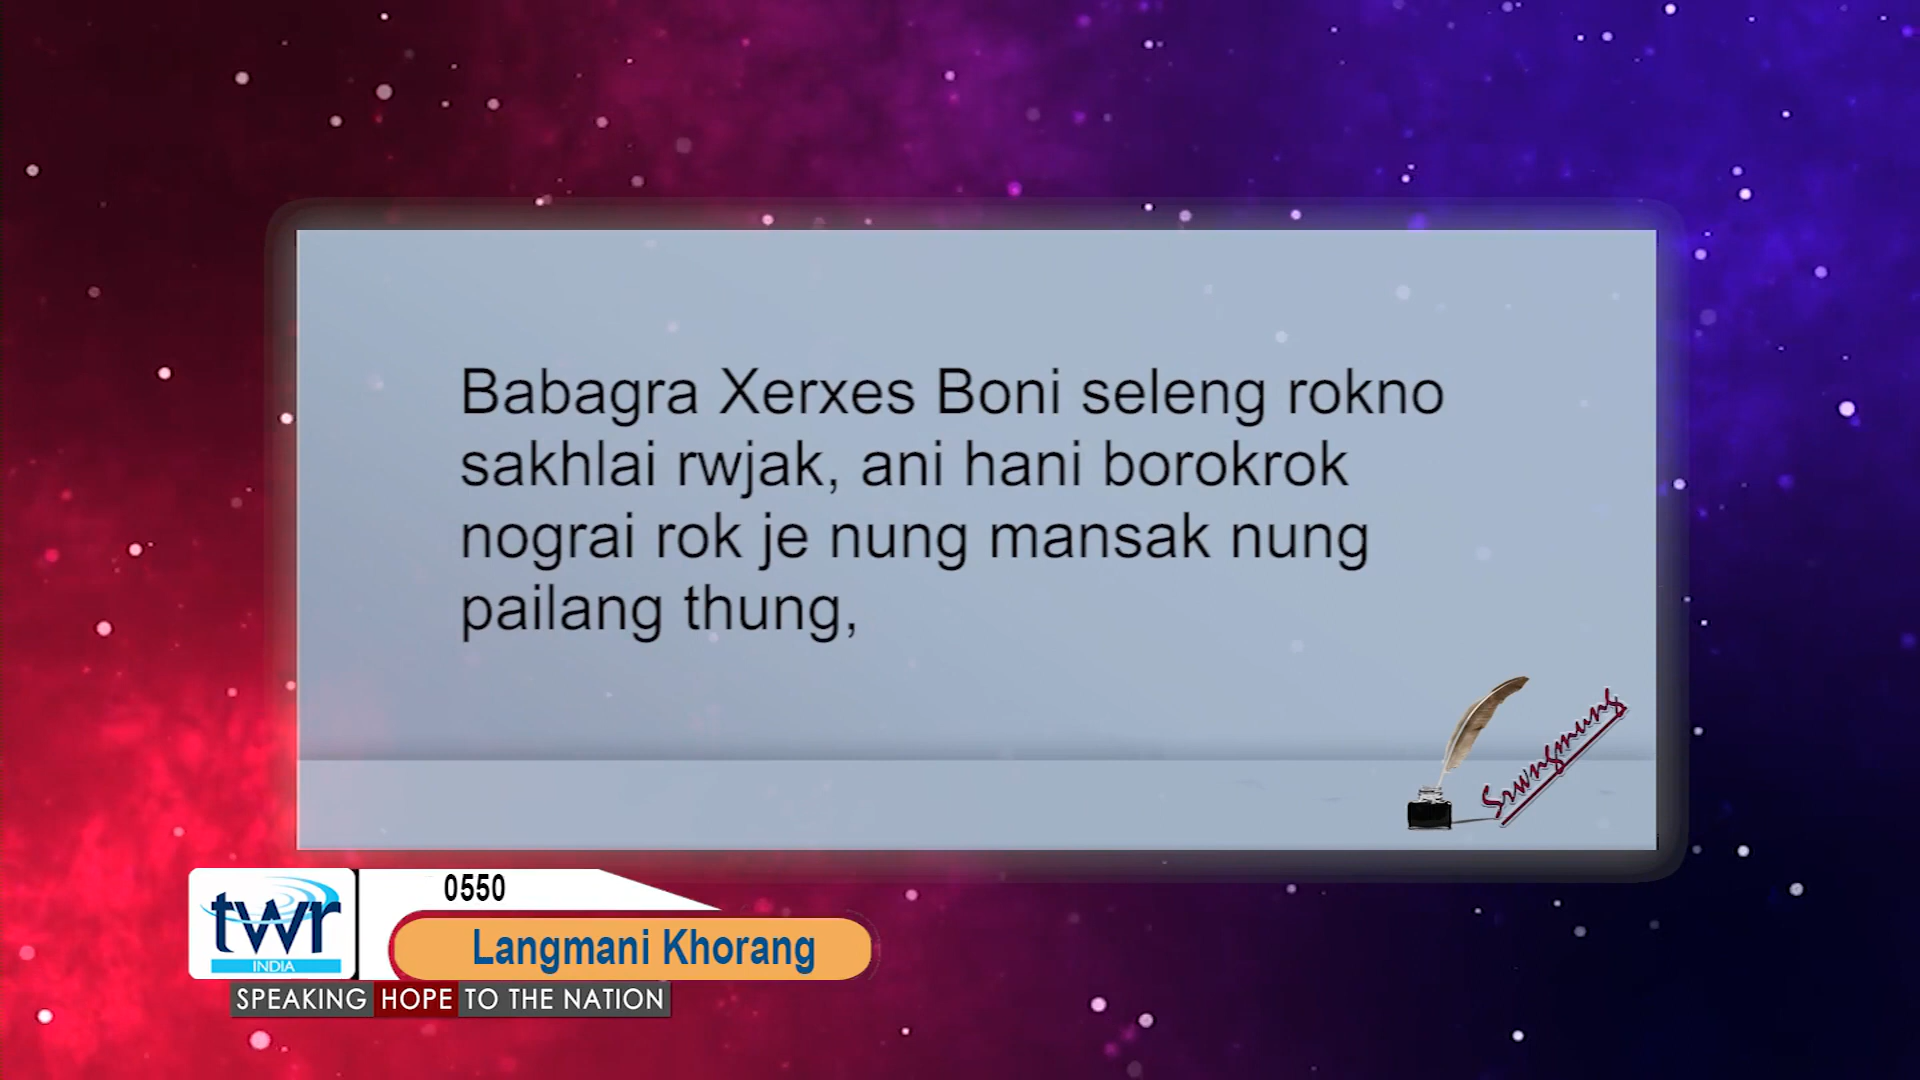 Babagra Xerxes Boni seleng rokno
sakhlai rwjak, ani hani borokrok
nograi rok je nung mansak nung
pailang thung,
Srwngmung
twr
INDIA
0550
Langmani Khorang
SPEAKING HOPE TO THE NATION